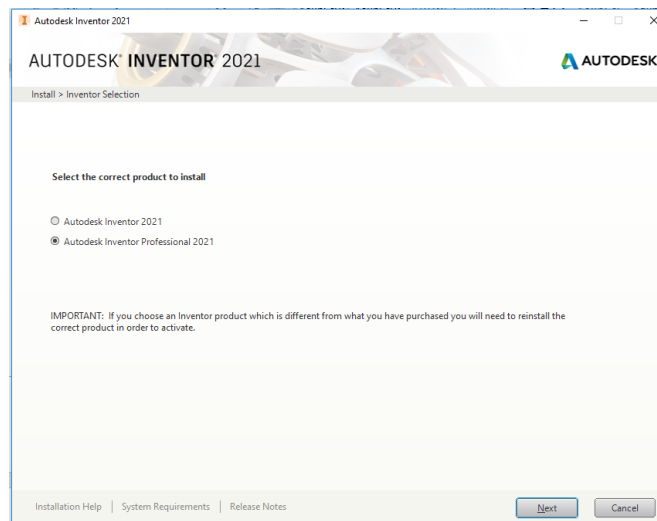 Autodesk Inventor 2021
AUTODESK® INVENTOR® 2021
AUTODESK
Install > Inventor Selection
Select the correct product to install
Autodesk Inventor 2021
Autodesk Inventor Professional 2021
IMPORTANT: If you choose an Inventor product which is different from what you have purchased you will need to reinstall the
correct product in order to activate.
Installation Help | System Requirements | Release Notes
Next
Cancel